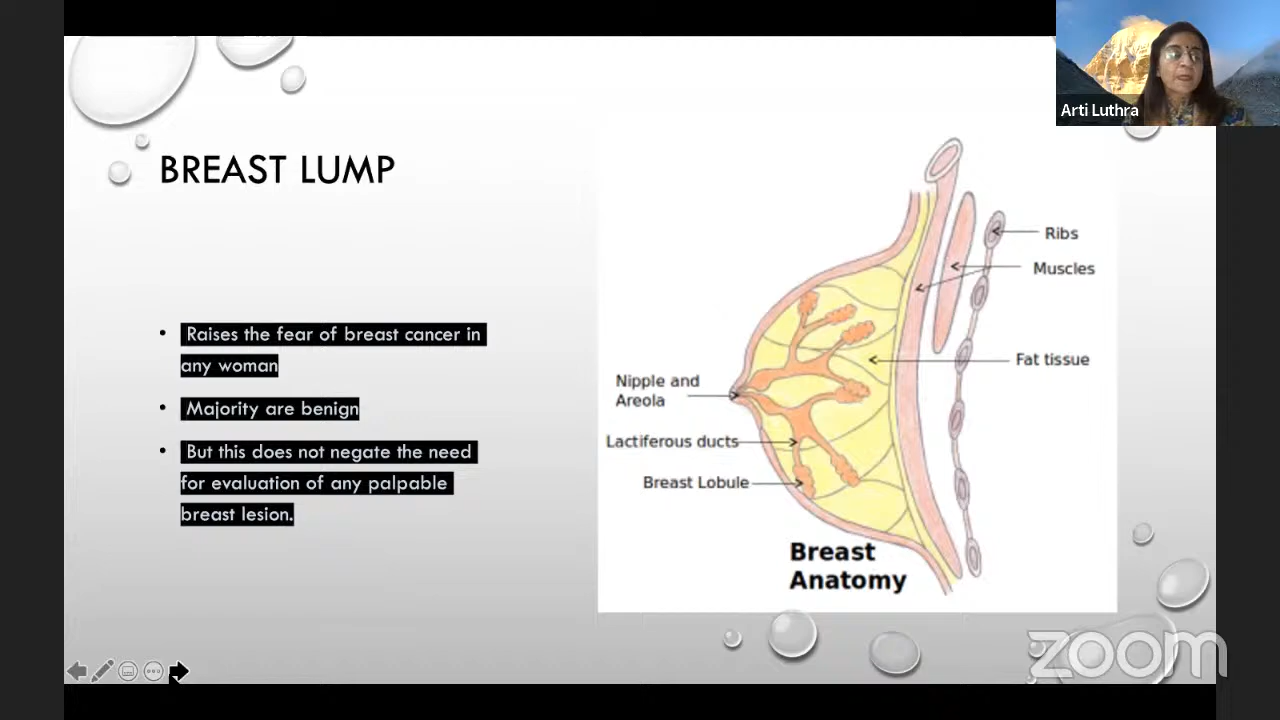 Arti Luthra
BREAST LUMP
• Raises the fear of breast cancer in
any woman
• Majority are benign
• But this does not negate the need
for evaluation of any palpable
breast lesion.
Ribs
Muscles
Fat tissue
Nipple and
Areola
Lactiferous ducts
Breast Lobule
Breast
Anatomy
zoom